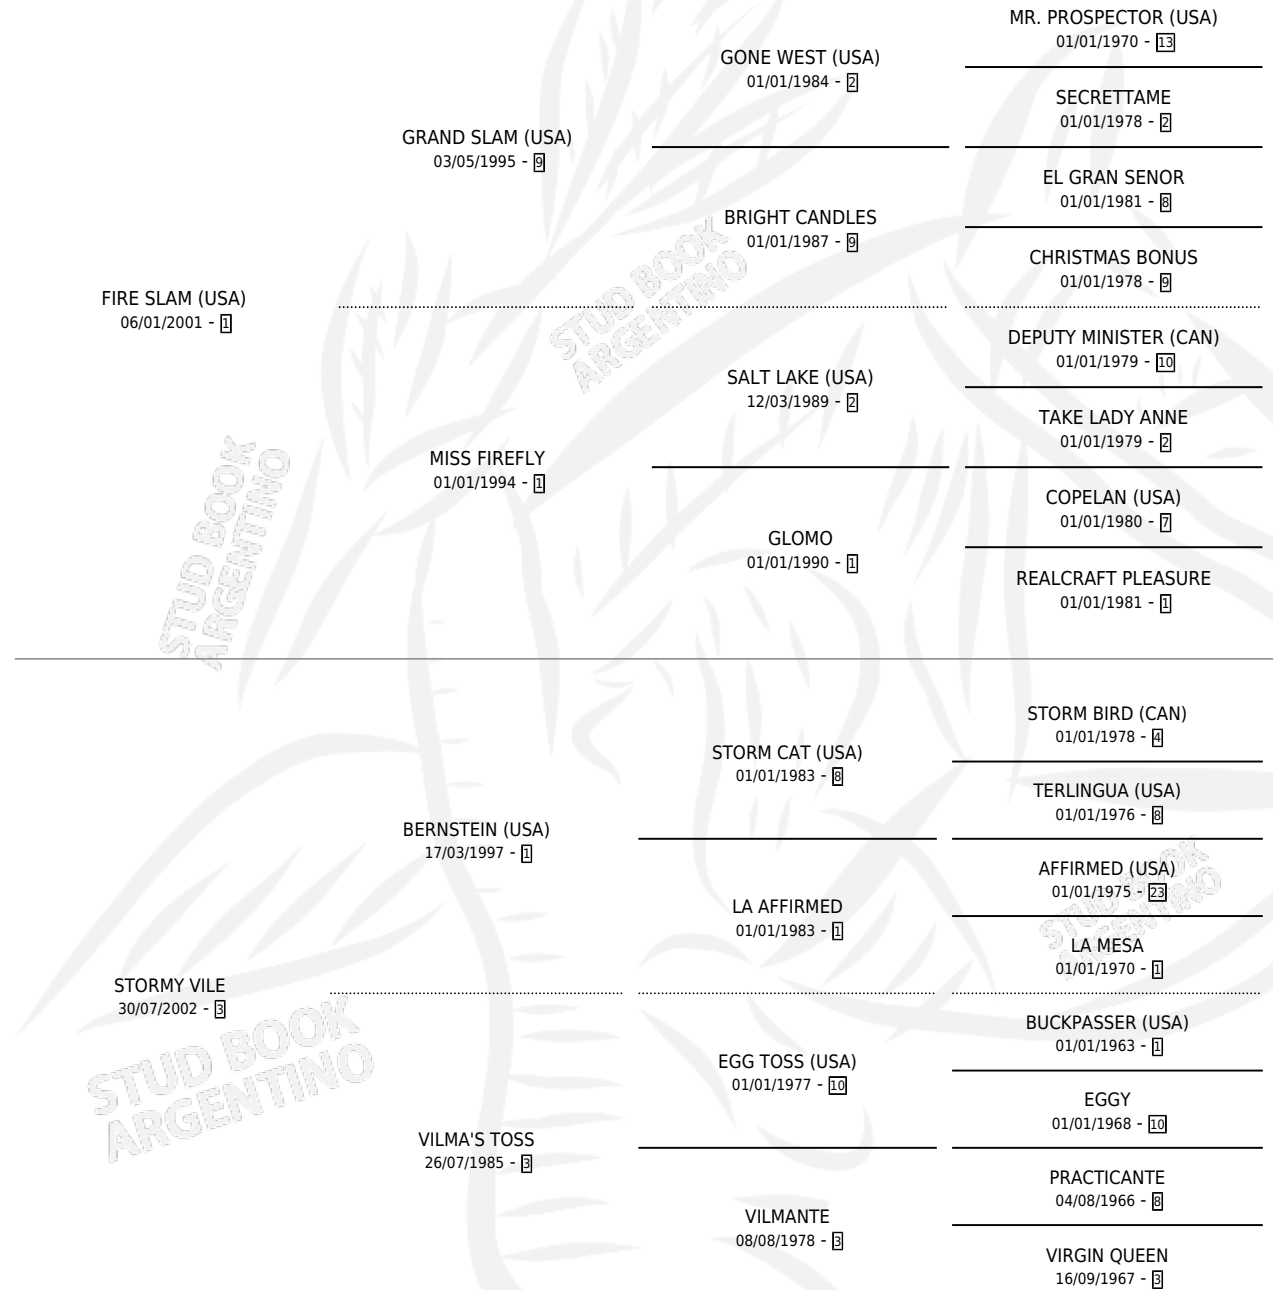 MR. PROSPECTOR (USA)
01/01/1970 - 13
GONE WEST (USA)
01/01/1984 - 2
SECRETTAME
01/01/1978 - 2
GRAND SLAM (USA)
03/05/1995 - 9
EL GRAN SENOR
01/01/1981 - 8
BRIGHT CANDLES
01/01/1987 - 9
CHRISTMAS BONUS
01/01/1978 - 9
FIRE SLAM (USA)
06/01/2001 - 1
STUD BOOK
ARGENTINO
DEPUTY MINISTER (CAN)
01/01/1979 - 10
SALT LAKE (USA)
12/03/1989 - 2
TAKE LADY ANNE
01/01/1979 - 2
MISS FIREFLY
01/01/1994 - 1
COPELAN (USA)
01/01/1980 - 7
GLOMO
01/01/1990 - 1
REALCRAFT PLEASURE
01/01/1981 - 1
STUD BOOK
ARGENTINO
STORM BIRD (CAN)
01/01/1978 - 4
STORM CAT (USA)
01/01/1983 - 8
TERLINGUA (USA)
01/01/1976 - 8
BERNSTEIN (USA)
17/03/1997 - 1
AFFIRMED (USA)
01/01/1975 - 23
LA AFFIRMED
01/01/1983 - 1
STUD BOOK
ARGENTINO
LA MESA
01/01/1970 - 1
STORMY VILE
30/07/2002 - 3
BUCKPASSER (USA)
01/01/1963 - 1
EGG TOSS (USA)
01/01/1977 - 10
EGGY
01/01/1968 - 10
STUD BOOK
ARGENTINO
VILMA'S TOSS
26/07/1985 - 3
PRACTICANTE
04/08/1966 - 8
VILMANTE
08/08/1978 - 3
VIRGIN QUEEN
16/09/1967 - 3